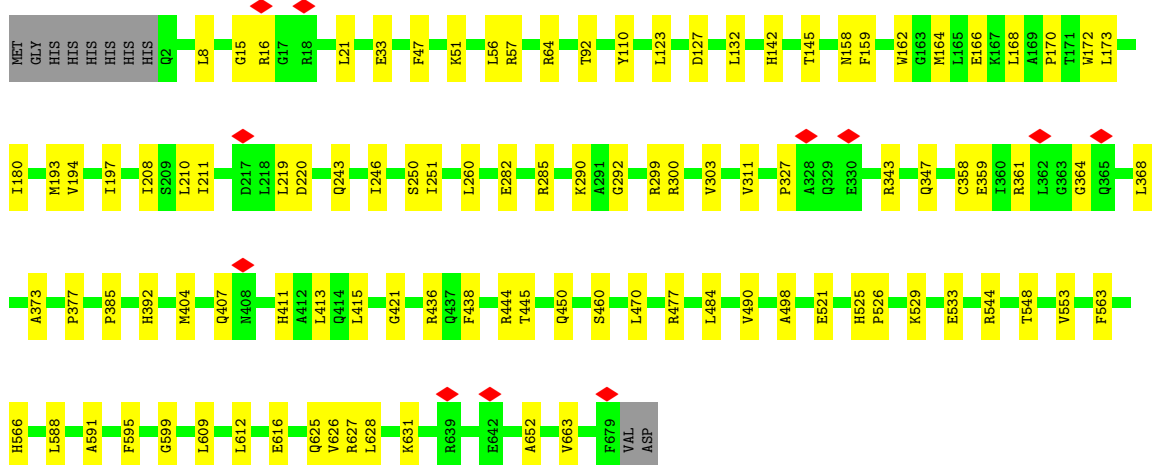 MET GLY HIS HIS HIS HIS HIS HIS Q2 L8 G15 R16 G17 R18 L21 E33 F47 K51 L56 R57 R64 T92 Y110 L123 D127 L132 H142 T145 N158 F159 W162 G163 M164 L165 E166 K167 L168 A169 P170 T171 W172 L173
I180 M193 V194 I197 I208 S209 L210 I211 D217 L218 L219 D220 Q243 I246 S250 I251 L260 E282 R285 K290 A291 G292 R299 R300 V303 V311 P327 A328 Q329 E330 R343 Q347 C358 E359 I360 R361 L362 G363 G364 Q365 L368
A373 P377 P385 H392 M404 Q407 N408 H411 A412 L413 Q414 L415 G421 R436 Q437 F438 R444 T445 Q450 S460 L470 R477 L484 V490 A498 E521 H525 P526 K529 E533 R544 T548 V553 F563
H566 L588 A591 F595 G599 L609 L612 E616 Q625 V626 R627 L628 K631 R639 E642 A652 V663 F679 VAL ASP